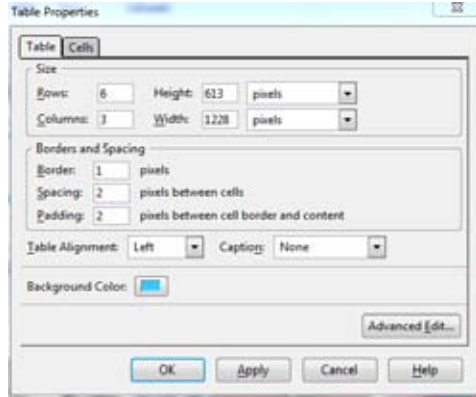 Table Properties
Table Cells
Size
Rows: 6 Height: 613 pixels
Columns: 3 Width: 1228 pixels
Borders and Spacing
Border: 1 pixels
Spacing: 2 pixels between cells
Padding: 2 pixels between cell border and content
Table Alignment: Left Caption: None
Background Color:
Advanced Edit...
OK Apply Cancel Help